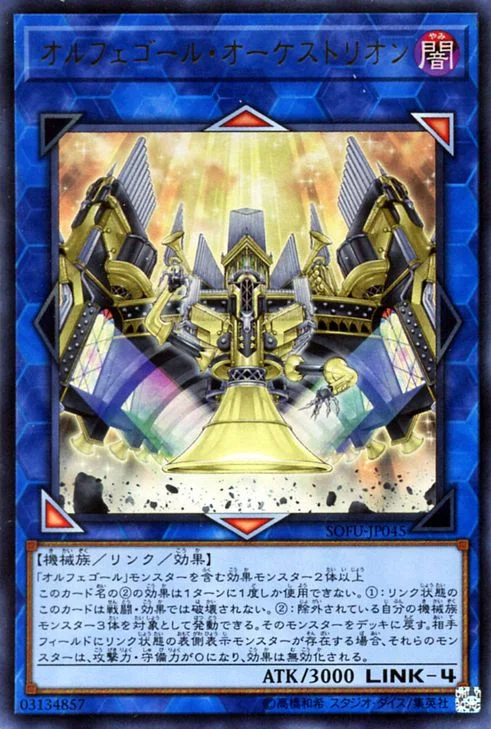 オルフェゴール・オーケストリオン
闇
SOFU-JP045
【機械族/リンク/効果】
「オルフェゴール」モンスターを含む効果モンスター2体以上
このカード名の②の効果は1ターンに1度しか使用できない。①:リンク状態の
このカードは戦闘・効果では破壊されない。②:除外されている自分の機械族
モンスター3体を対象として発動できる。そのモンスターをデッキに戻す。相手
フィールドにリンク状態の表側表示モンスターが存在する場合、それらのモン
スターは、攻撃力・守備力が0になり、効果は無効化される。
ATK/3000 LINK-4
03134857 ©高橋和希 スタジオ・ダイス/集英社